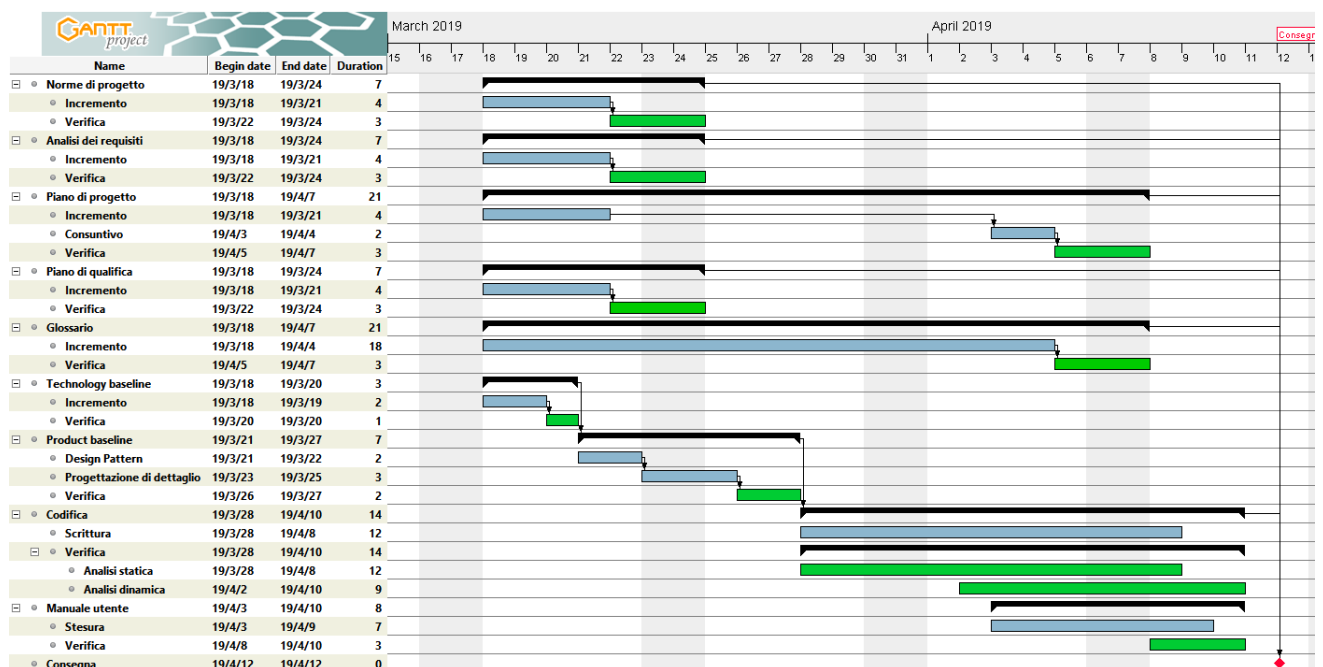 GANTT project
March 2019
April 2019
Consegn
Name Begin date End date Duration
15 16 17 18 19 20 21 22 23 24 25 26 27 28 29 30 31 1 2 3 4 5 6 7 8 9 10 11 12 1
Norme di progetto 19/3/18 19/3/24 7
Incremento 19/3/18 19/3/21 4
Verifica 19/3/22 19/3/24 3
Analisi dei requisiti 19/3/18 19/3/24 7
Incremento 19/3/18 19/3/21 4
Verifica 19/3/22 19/3/24 3
Piano di progetto 19/3/18 19/4/7 21
Incremento 19/3/18 19/3/21 4
Consuntivo 19/4/3 19/4/4 2
Verifica 19/4/5 19/4/7 3
Piano di qualifica 19/3/18 19/3/24 7
Incremento 19/3/18 19/3/21 4
Verifica 19/3/22 19/3/24 3
Glossario 19/3/18 19/4/7 21
Incremento 19/3/18 19/4/4 18
Verifica 19/4/5 19/4/7 3
Technology baseline 19/3/18 19/3/20 3
Incremento 19/3/18 19/3/19 2
Verifica 19/3/20 19/3/20 1
Product baseline 19/3/21 19/3/27 7
Design Pattern 19/3/21 19/3/22 2
Progettazione di dettaglio 19/3/23 19/3/25 3
Verifica 19/3/26 19/3/27 2
Codifica 19/3/28 19/4/10 14
Scrittura 19/3/28 19/4/8 12
Verifica 19/3/28 19/4/10 14
Analisi statica 19/3/28 19/4/8 12
Analisi dinamica 19/4/2 19/4/10 9
Manuale utente 19/4/3 19/4/10 8
Stesura 19/4/3 19/4/9 7
Verifica 19/4/8 19/4/10 3
Consegna 19/4/12 19/4/12 0